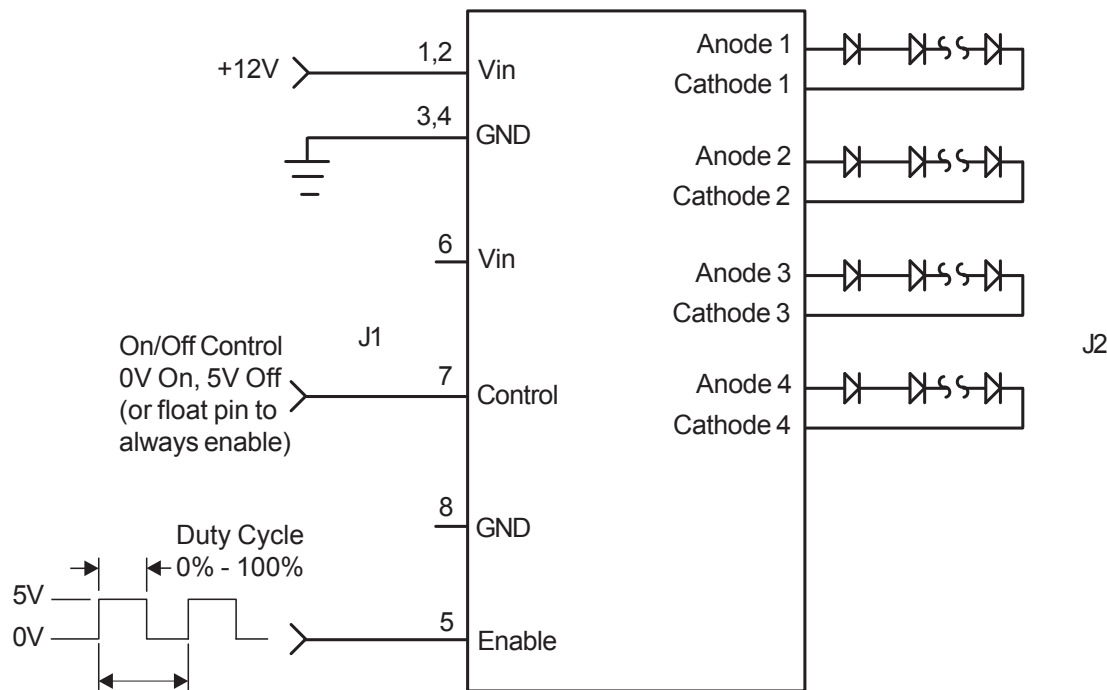 +12V
1,2
Vin
3,4
GND
6
Vin
J1
On/Off Control
0V On, 5V Off
(or float pin to
always enable)
7
Control
8
GND
Duty Cycle
0% - 100%
5V
0V
5
Enable
Anode 1
Cathode 1
Anode 2
Cathode 2
Anode 3
Cathode 3
Anode 4
Cathode 4
J2